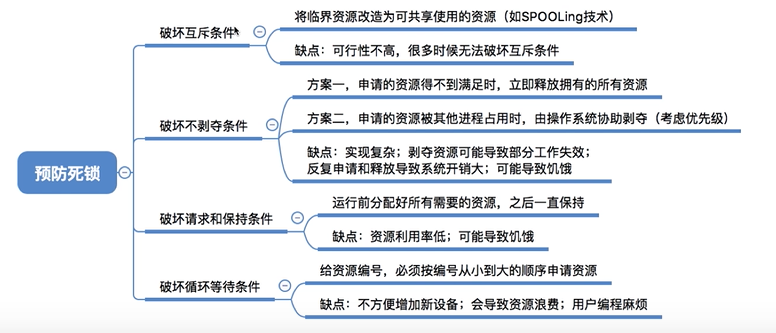 预防死锁
破坏互斥条件
将临界资源改造为可共享使用的资源（如SPOOLing技术）
缺点：可行性不高，很多时候无法破坏互斥条件
破坏不剥夺条件
方案一，申请的资源得不到满足时，立即释放拥有的所有资源
方案二，申请的资源被其他进程占用时，由操作系统协助剥夺（考虑优先级）
缺点：实现复杂；剥夺资源可能导致部分工作失效；
反复申请和释放导致系统开销大；可能导致饥饿
破坏请求和保持条件
运行前分配好所有需要的资源，之后一直保持
缺点：资源利用率低；可能导致饥饿
破坏循环等待条件
给资源编号，必须按编号从小到大的顺序申请资源
缺点：不方便增加新设备；会导致资源浪费；用户编程麻烦